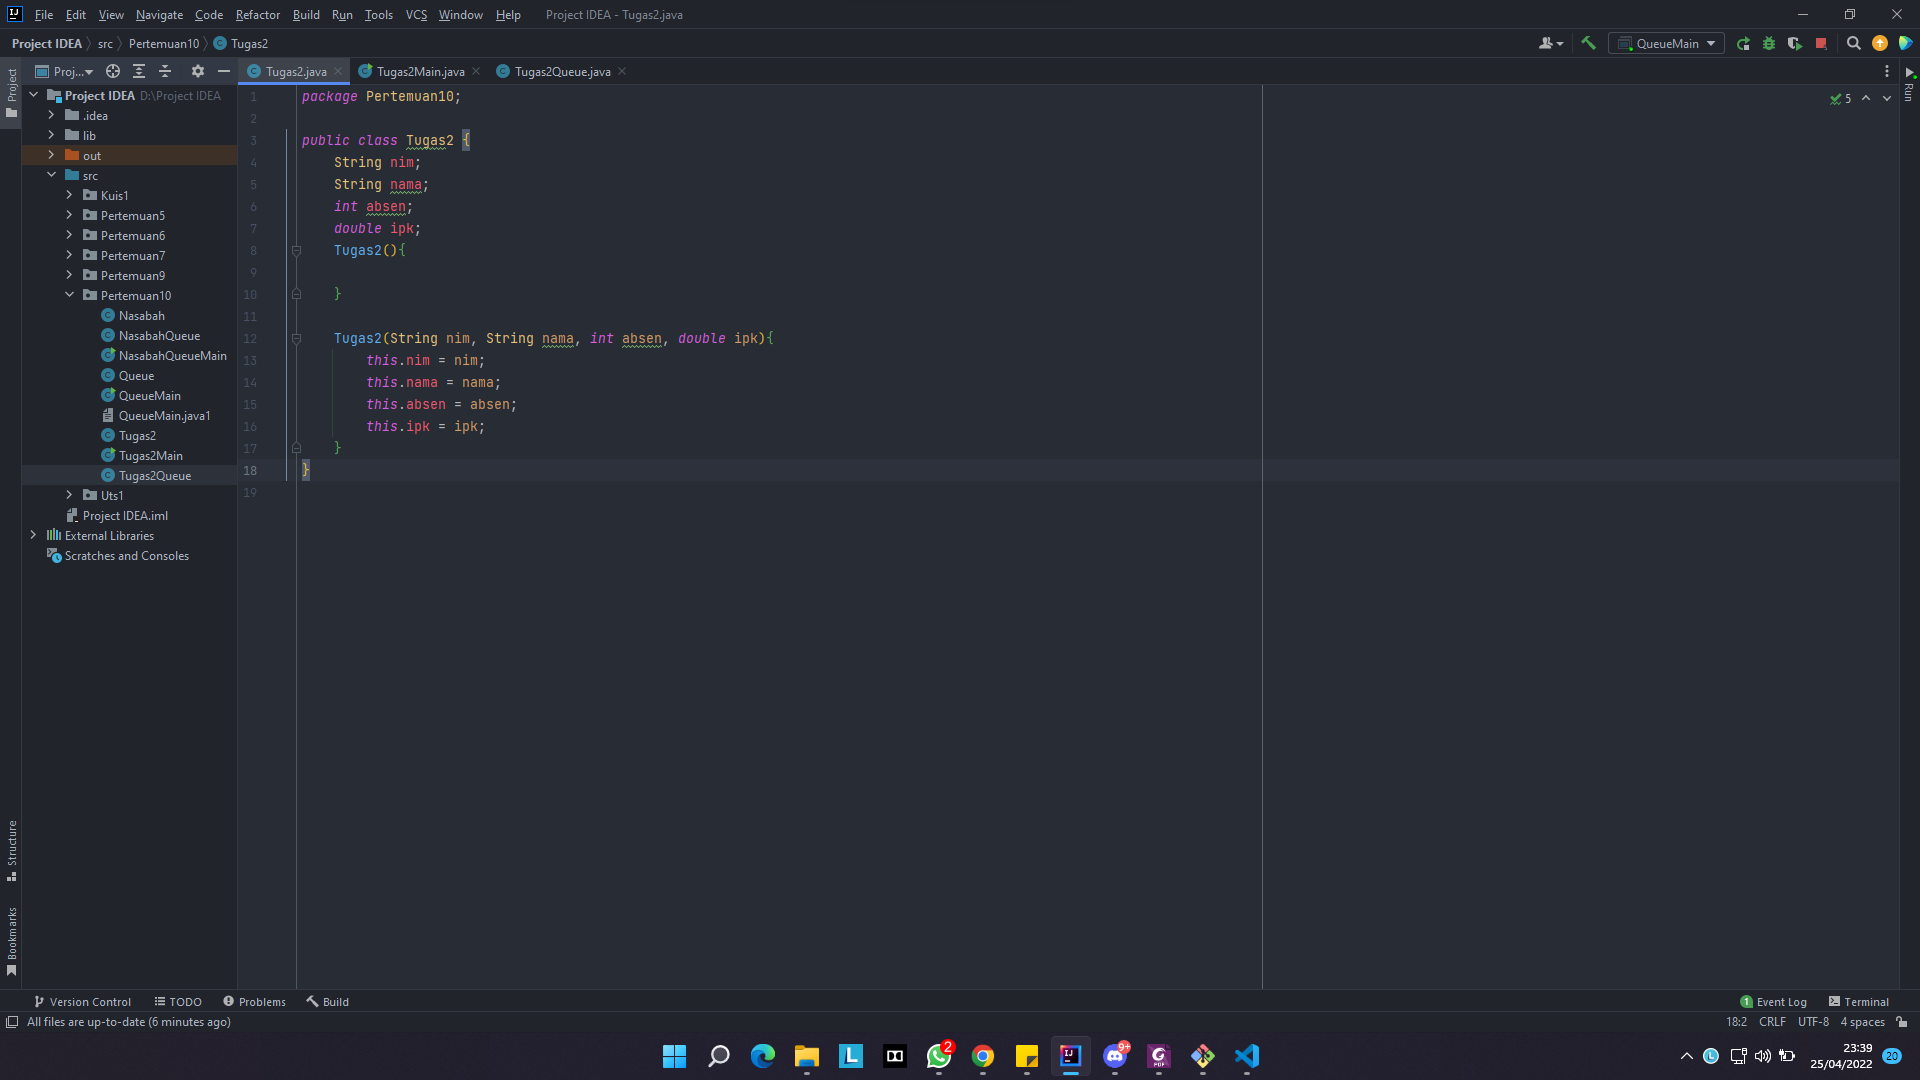 File Edit View Navigate Code Refactor Build Run Tools VCS Window Help Project IDEA - Tugas2.java
Project IDEA src Pertemuan10 Tugas2 QueueMain
Project
Proj... Tugas2.java Tugas2Main.java Tugas2Queue.java
Run
Project IDEA D:\Project IDEA
.idea
lib
out
src
Kuis1
Pertemuan5
Pertemuan6
Pertemuan7
Pertemuan9
Pertemuan10
Nasabah
NasabahQueue
NasabahQueueMain
Queue
QueueMain
QueueMain.java1
Tugas2
Tugas2Main
Tugas2Queue
Uts1
Project IDEA.iml
External Libraries
Scratches and Consoles
1 package Pertemuan10;
2
3 public class Tugas2 {
4 String nim;
5 String nama;
6 int absen;
7 double ipk;
8 Tugas2(){
9
10 }
11
12 Tugas2(String nim, String nama, int absen, double ipk){
13 this.nim = nim;
14 this.nama = nama;
15 this.absen = absen;
16 this.ipk = ipk;
17 }
18 }
19
5
Structure
Bookmarks
Version Control TODO Problems Build 1 Event Log Terminal
All files are up-to-date (6 minutes ago) 18:2 CRLF UTF-8 4 spaces
2 9+
23:39
25/04/2022
20